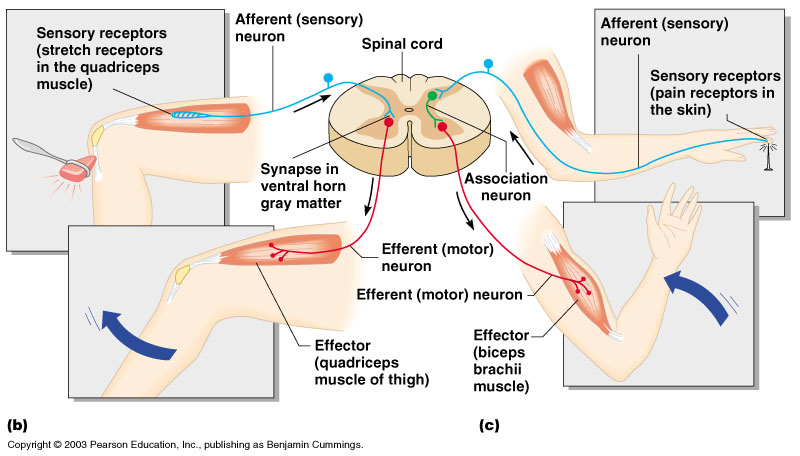 Sensory receptors
(stretch receptors
in the quadriceps
muscle)
Afferent (sensory)
neuron
Spinal cord
Afferent (sensory)
neuron
Sensory receptors
(pain receptors in
the skin)
Synapse in
ventral horn
gray matter
Association
neuron
Efferent (motor)
neuron
Efferent (motor) neuron
Effector
(quadriceps
muscle of thigh)
Effector
(biceps
brachii
muscle)
(b)
(c)
Copyright © 2003 Pearson Education, Inc., publishing as Benjamin Cummings.